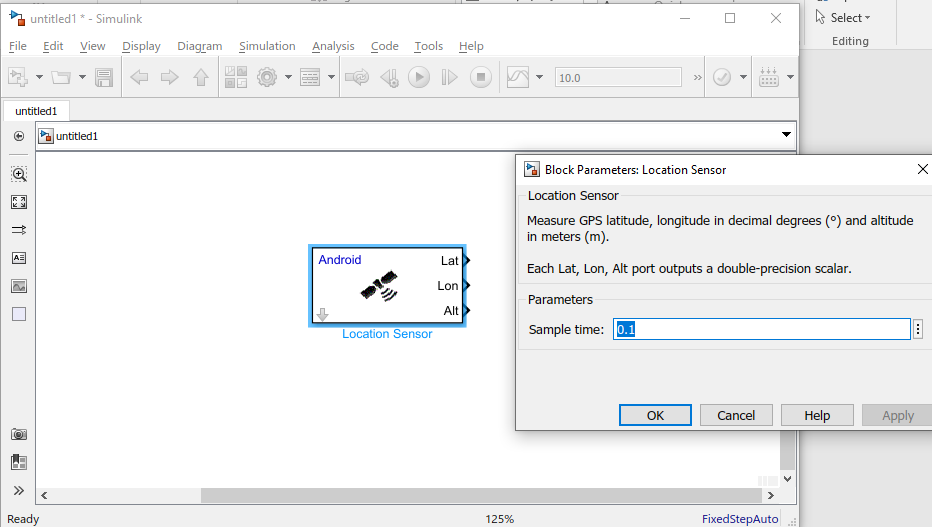 untitled1 * - Simulink
Select
Editing
File Edit View Display Diagram Simulation Analysis Code Tools Help
10.0
»
untitled1
untitled1
Block Parameters: Location Sensor
Location Sensor
Measure GPS latitude, longitude in decimal degrees (º) and altitude
in meters (m).
Each Lat, Lon, Alt port outputs a double-precision scalar.
Parameters
Sample time: 0.1
OK Cancel Help Apply
Android
Lat
Lon
Alt
Location Sensor
Ready 125% FixedStepAuto